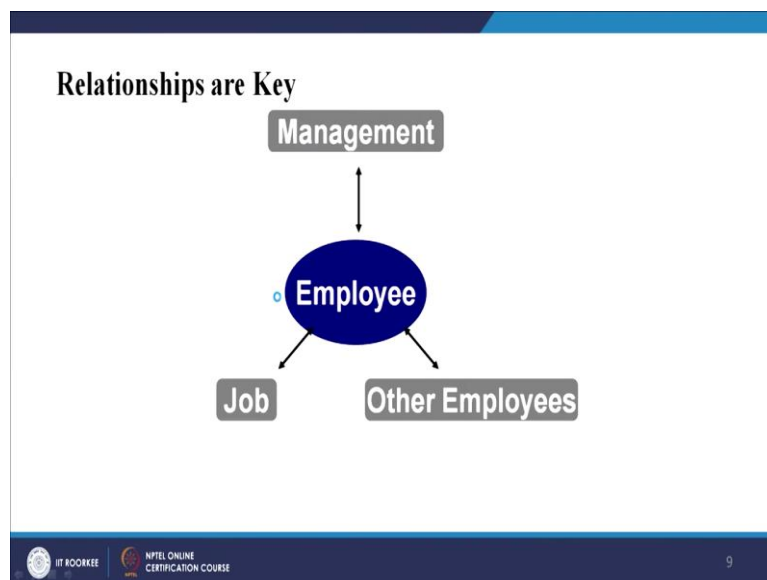 Relationships are Key
Management
Employee
Job
Other Employees
IIT ROORKEE
NPTEL ONLINE
CERTIFICATION COURSE
9